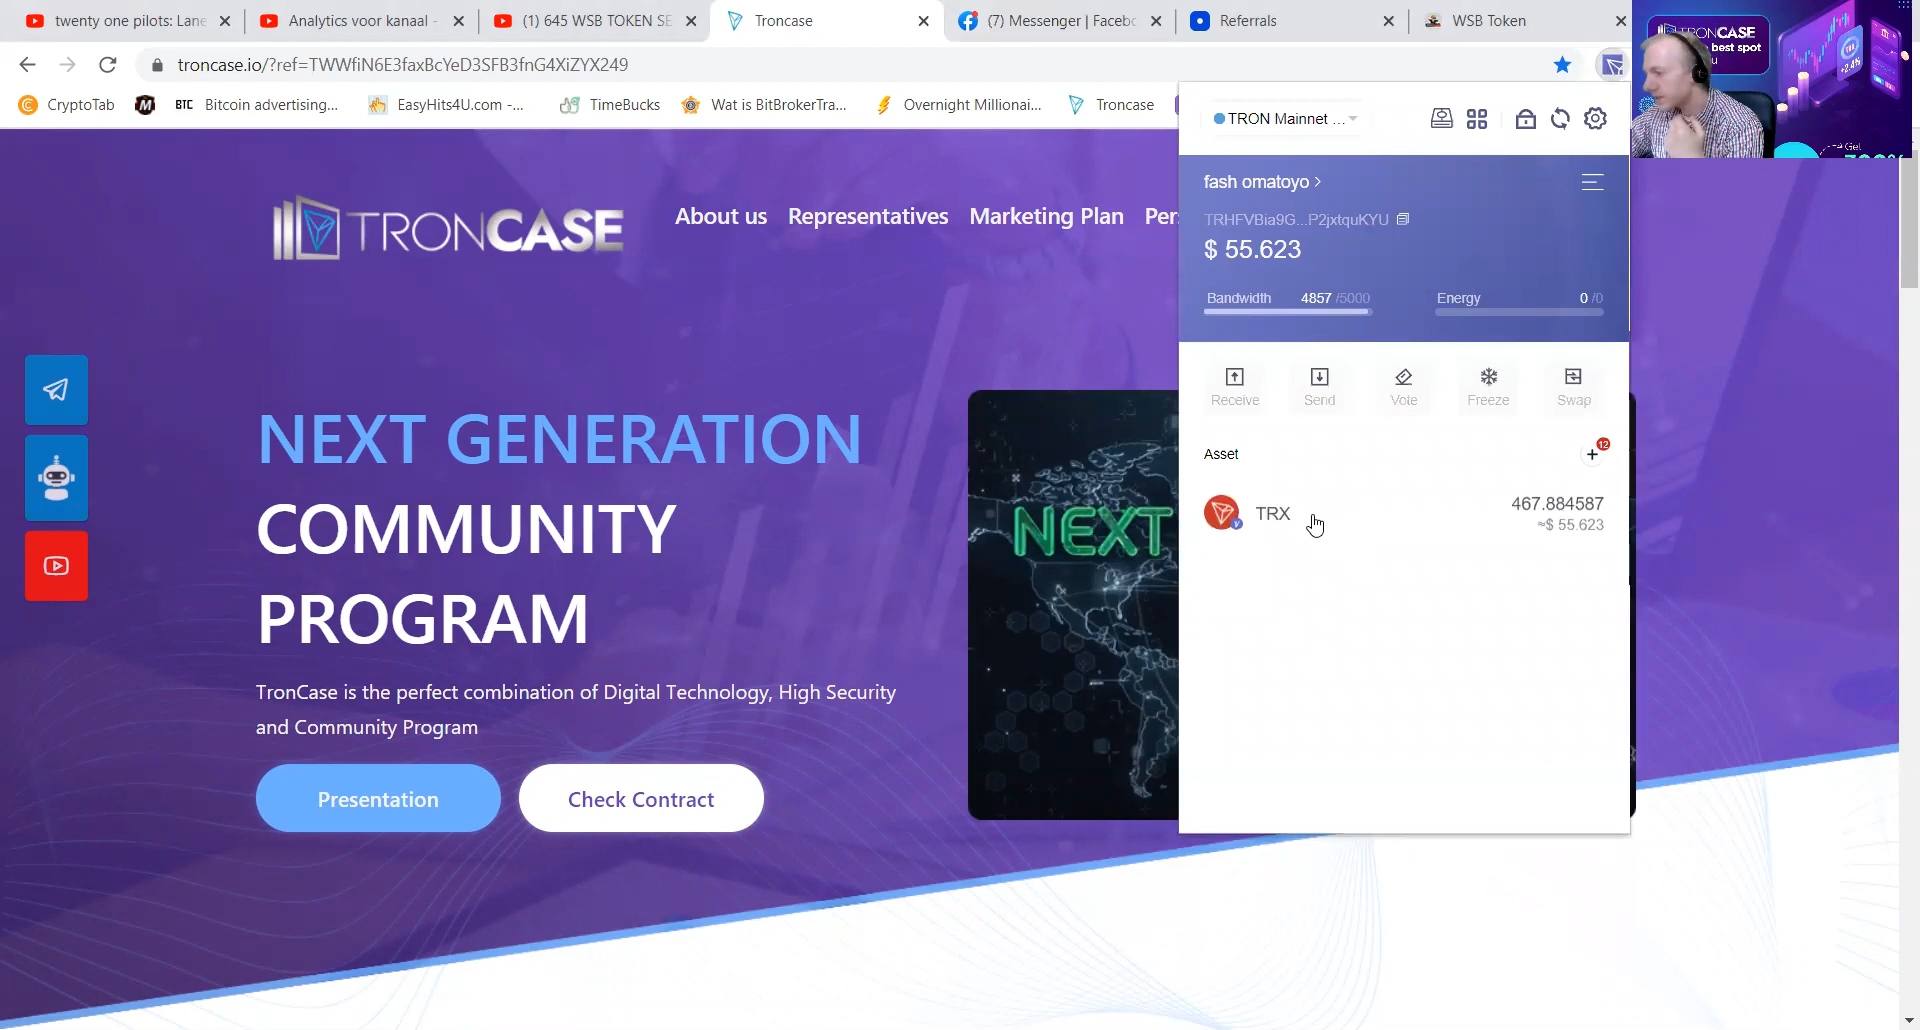 twenty one pilots: Lane
Analytics voor kanaal -
(1) 645 WSB TOKEN SE
Troncase
(7) Messenger | Facebo
Referrals
WSB Token
troncase.io/?ref=TWWfiN6E3faxBcYeD3SFB3fnG4XiZYX249
CryptoTab
BTC Bitcoin advertising...
EasyHits4U.com -...
TimeBucks
Wat is BitBrokerTra...
Overnight Millionai...
Troncase
TRONCASE
best spot
+2.4%
Get
TRONCASE
About us
Representatives
Marketing Plan
Per
TRON Mainnet ...
fash omatoyo >
TRHFVBia9G...P2jxtquKYU
$ 55.623
Bandwidth 4857 /5000
Energy 0 /0
Receive
Send
Vote
Freeze
Swap
Asset
+
12
TRX
467.884587
≈$ 55.623
NEXT GENERATION
COMMUNITY
PROGRAM
TronCase is the perfect combination of Digital Technology, High Security
and Community Program
Presentation
Check Contract
NEXT